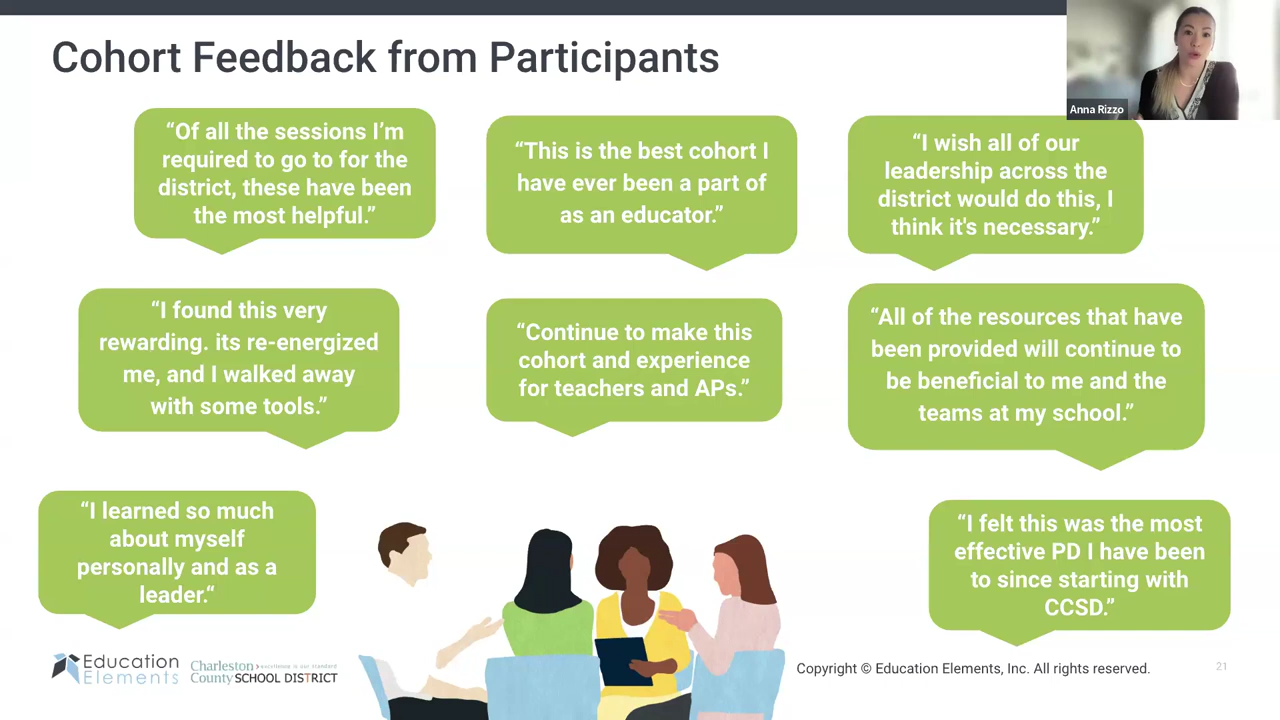 Cohort Feedback from Participants
Anna Rizzo
“Of all the sessions I’m
required to go to for the
district, these have been
the most helpful.”
“This is the best cohort I
have ever been a part of
as an educator.”
“I wish all of our
leadership across the
district would do this, I
think it's necessary.”
“I found this very
rewarding. its re-energized
me, and I walked away
with some tools.”
“Continue to make this
cohort and experience
for teachers and APs.”
“All of the resources that have
been provided will continue to
be beneficial to me and the
teams at my school.”
“I learned so much
about myself
personally and as a
leader.“
“I felt this was the most
effective PD I have been
to since starting with
CCSD.”
Education
Elements
Charleston excellence is our standard
County SCHOOL DISTRICT
Copyright © Education Elements, Inc. All rights reserved.
21